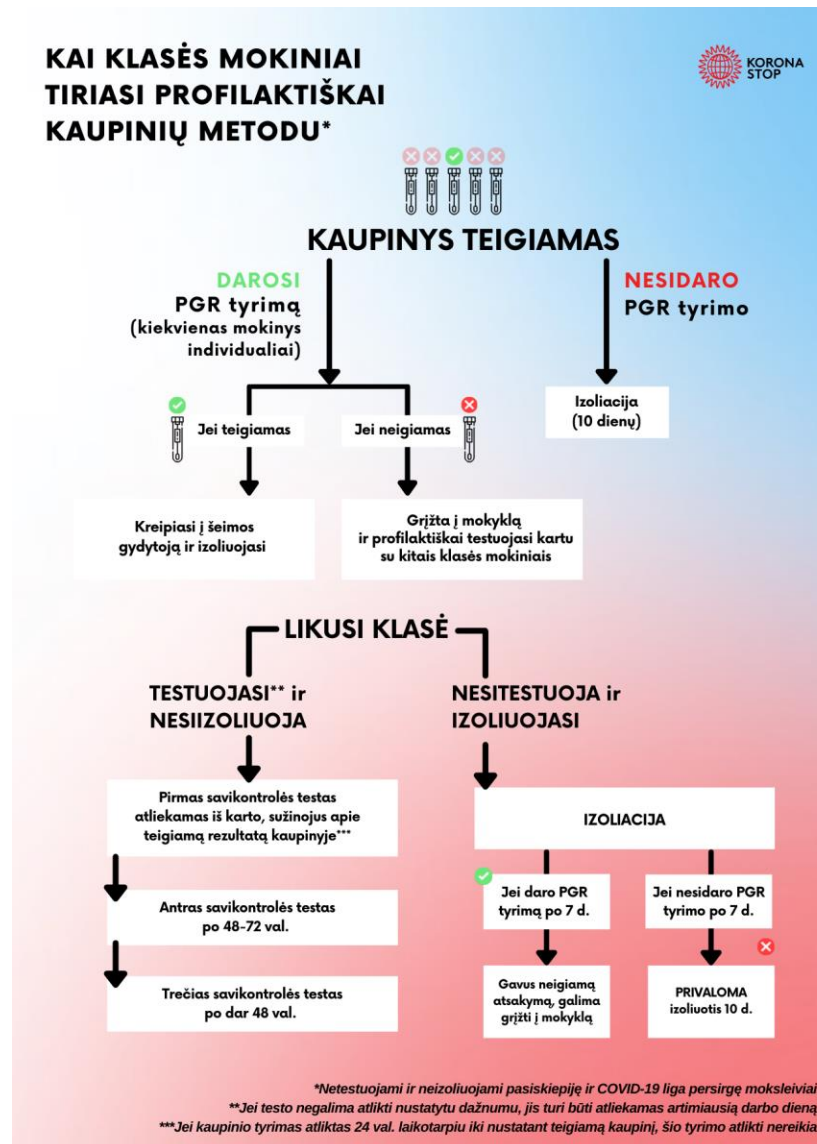 KAI KLASĖS MOKINIAI
TIRIASI PROFILAKTIŠKAI
KAUPINIŲ METODU*
KORONA
STOP
KAUPINYS TEIGIAMAS
DAROSI
PGR tyrimą
(kiekvienas mokinys
individualiai)
NESIDARO
PGR tyrimo
Jei teigiamas
Jei neigiamas
Izoliacija
(10 dienų)
Kreipiasi į šeimos
gydytoją ir izoliuojasi
Grįžta į mokyklą
ir profilaktiškai testuojasi kartu
su kitais klasės mokiniais
LIKUSI KLASĖ
TESTUOJASI** ir
NESIIZOLIUOJA
NESITESTUOJA ir
IZOLIUOJASI
Pirmas savikontrolės testas
atliekamas iš karto, sužinojus apie
teigiamą rezultatą kaupinyje***
Antras savikontrolės testas
po 48-72 val.
Trečias savikontrolės testas
po dar 48 val.
IZOLIACIJA
Jei daro PGR
tyrimą po 7 d.
Jei nesidaro PGR
tyrimo po 7 d.
Gavus neigiamą
atsakymą, galima
grįžti į mokyklą
PRIVALOMA
izoliuotis 10 d.
*Netestuojami ir neizoliuojami pasiskiepiję ir COVID-19 liga persirgę moksleiviai
**Jei testo negalima atlikti nustatytu dažnumu, jis turi būti atliekamas artimiausią darbo dieną
***Jei kaupinio tyrimas atliktas 24 val. laikotarpiu iki nustatant teigiamą kaupinį, šio tyrimo atlikti nereikia